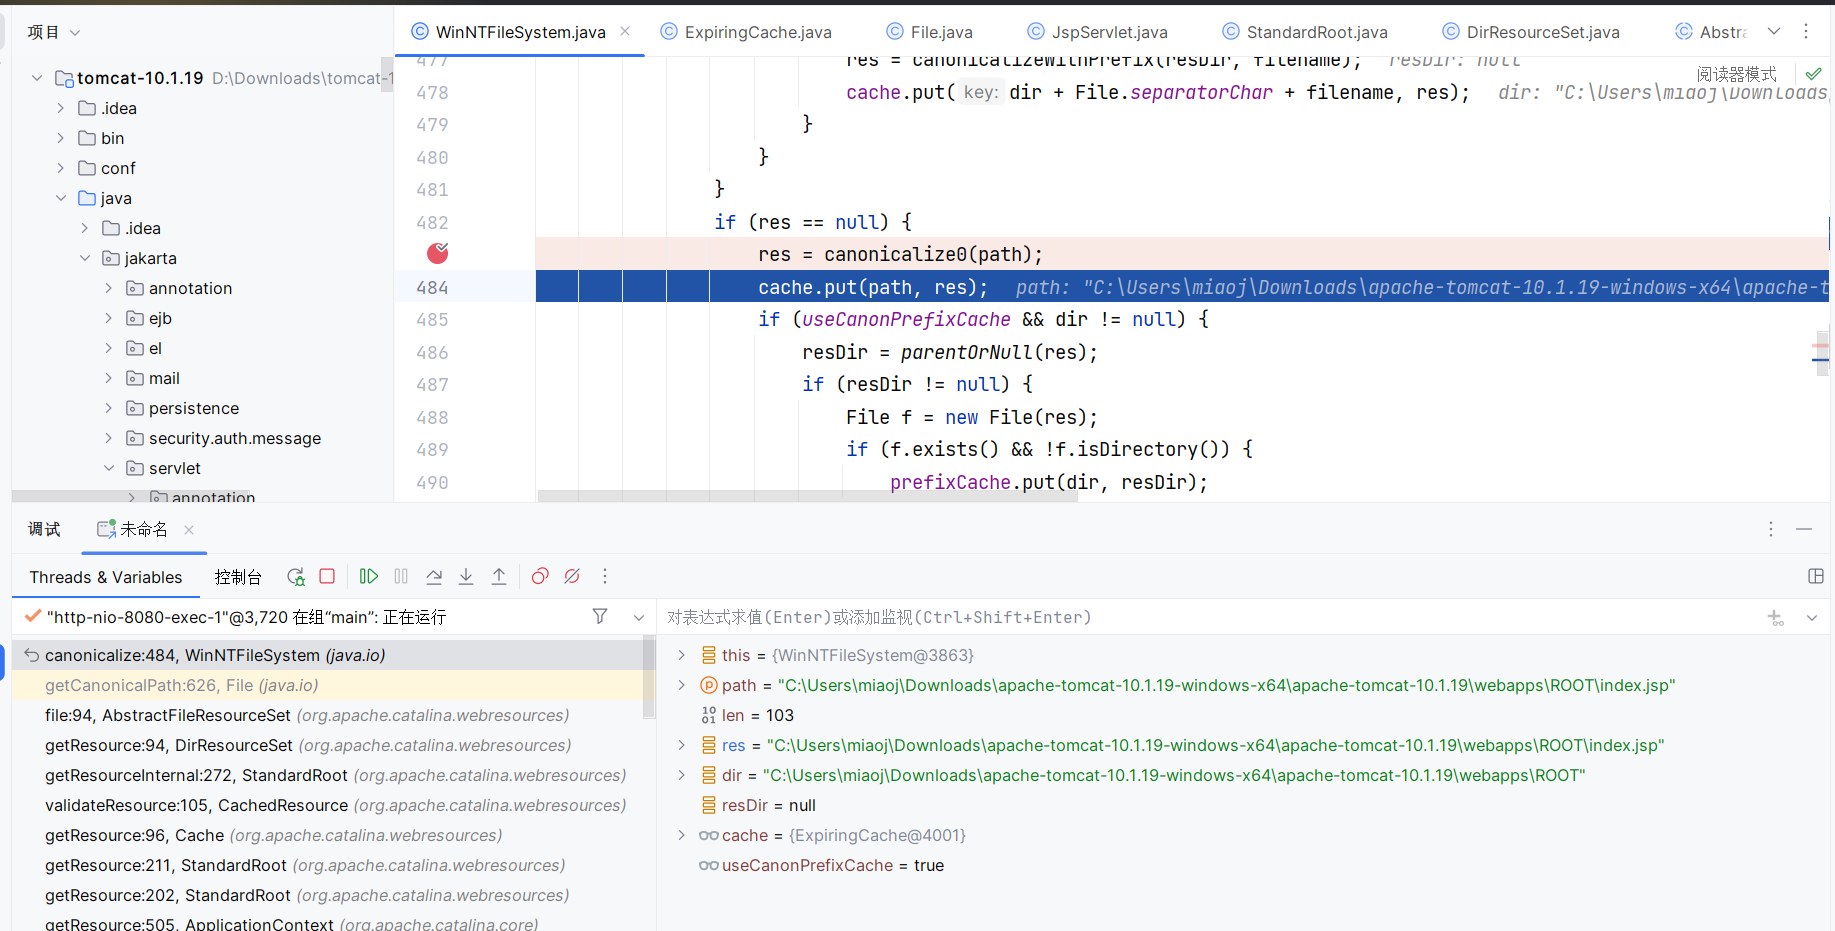 项目
WinNTFileSystem.java
ExpiringCache.java
File.java
JspServlet.java
StandardRoot.java
DirResourceSet.java
Abstra
tomcat-10.1.19 D:\Downloads\tomcat-1
.idea
bin
conf
java
.idea
jakarta
annotation
ejb
el
mail
persistence
security.auth.message
servlet
annotation
阅读器模式
477 res = canonicalizeWithPrefix(resDir, filename); resDir: null
478 cache.put( key: dir + File.separatorChar + filename, res); dir: "C:\Users\miaoj\Downloads
479 }
480 }
481 }
482 if (res == null) {
res = canonicalize0(path);
484 cache.put(path, res); path: "C:\Users\miaoj\Downloads\apache-tomcat-10.1.19-windows-x64\apache-t
485 if (useCanonPrefixCache && dir != null) {
486 resDir = parentOrNull(res);
487 if (resDir != null) {
488 File f = new File(res);
489 if (f.exists() && !f.isDirectory()) {
490 prefixCache.put(dir, resDir);
调试
未命名
Threads & Variables
控制台
"http-nio-8080-exec-1"@3,720 在组“main”: 正在运行
canonicalize:484, WinNTFileSystem (java.io)
getCanonicalPath:626, File (java.io)
file:94, AbstractFileResourceSet (org.apache.catalina.webresources)
getResource:94, DirResourceSet (org.apache.catalina.webresources)
getResourceInternal:272, StandardRoot (org.apache.catalina.webresources)
validateResource:105, CachedResource (org.apache.catalina.webresources)
getResource:96, Cache (org.apache.catalina.webresources)
getResource:211, StandardRoot (org.apache.catalina.webresources)
getResource:202, StandardRoot (org.apache.catalina.webresources)
getResource:505, ApplicationContext (org.apache.catalina.core)
对表达式求值(Enter)或添加监视(Ctrl+Shift+Enter)
this = {WinNTFileSystem@3863}
path = "C:\Users\miaoj\Downloads\apache-tomcat-10.1.19-windows-x64\apache-tomcat-10.1.19\webapps\ROOT\index.jsp"
len = 103
res = "C:\Users\miaoj\Downloads\apache-tomcat-10.1.19-windows-x64\apache-tomcat-10.1.19\webapps\ROOT\index.jsp"
dir = "C:\Users\miaoj\Downloads\apache-tomcat-10.1.19-windows-x64\apache-tomcat-10.1.19\webapps\ROOT"
resDir = null
cache = {ExpiringCache@4001}
useCanonPrefixCache = true